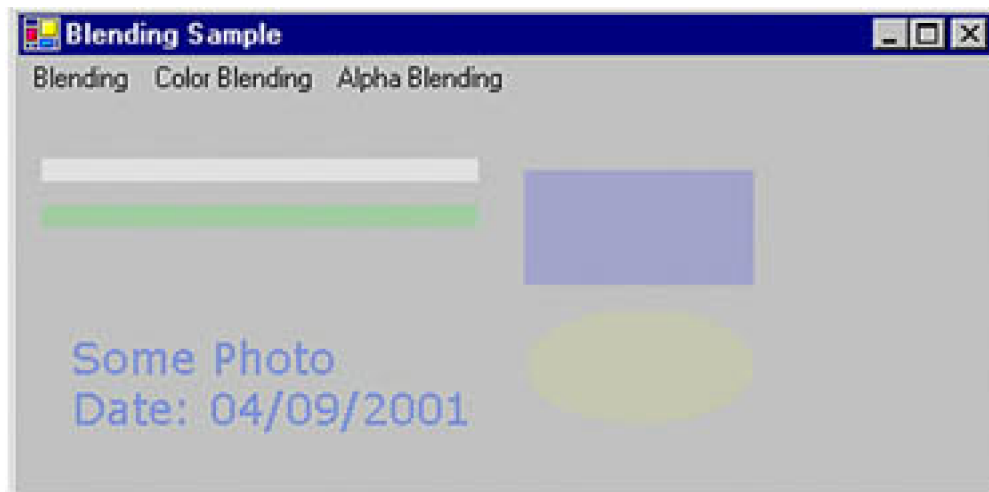 Blending Sample
Blending Color Blending Alpha Blending
Some Photo
Date: 04/09/2001